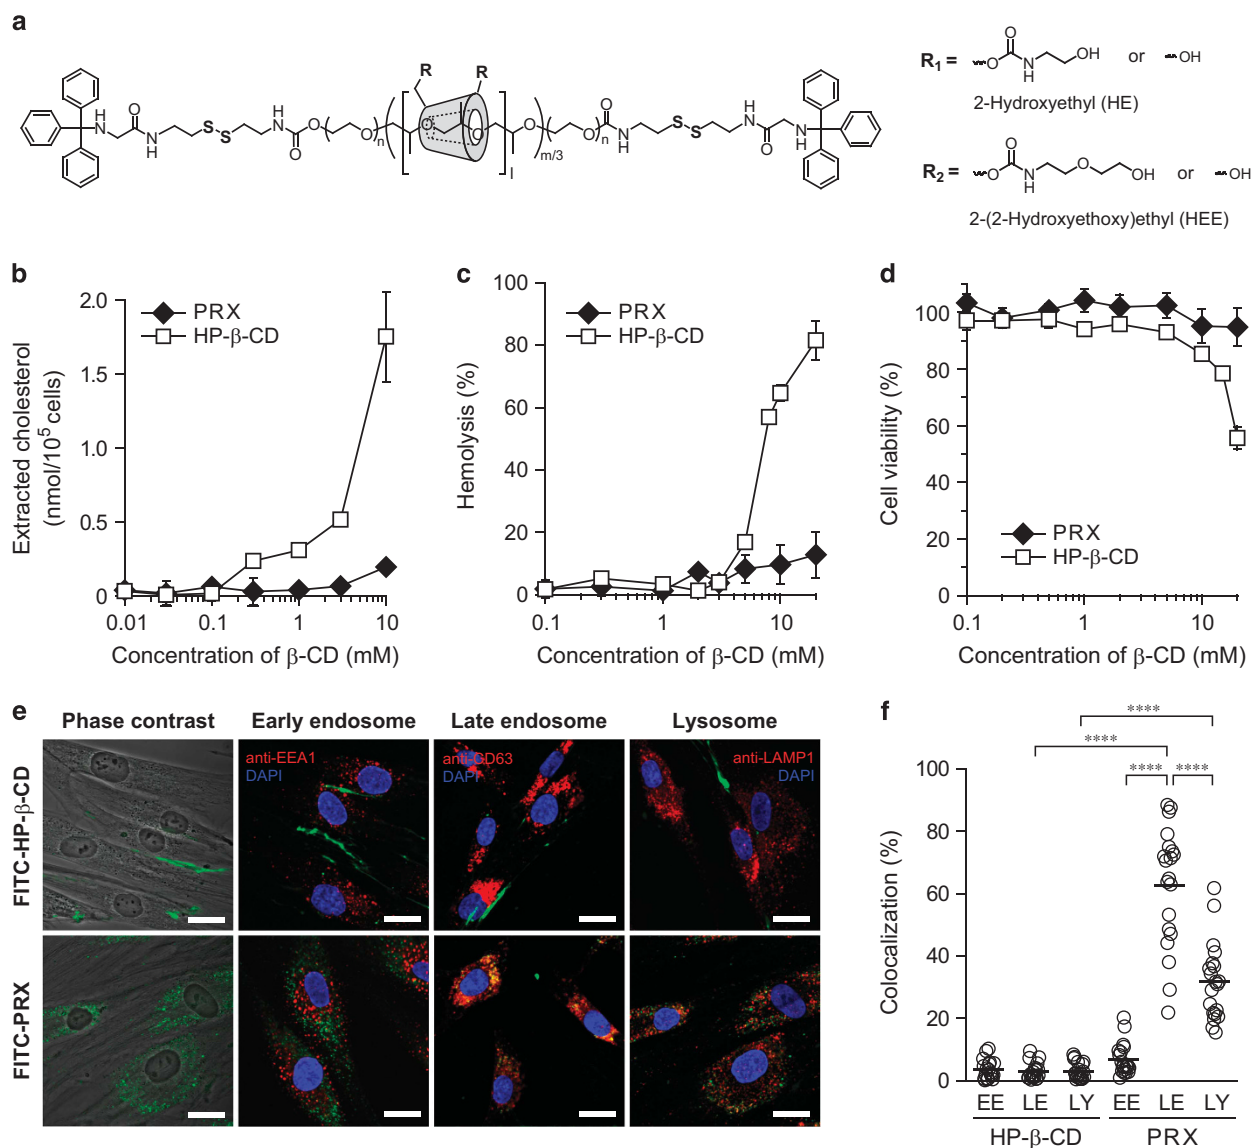 a
R R
H N O N H S S H N O O O n O O O m/3 l O n O N H S S H N O N H
R₁ = O O N H OH or OH
2-Hydroxyethyl (HE)
R₂ = O O N H O OH or OH
2-(2-Hydroxyethoxy)ethyl (HEE)
b
Extracted cholesterol
(nmol/10⁵ cells)
2.0
1.5
1.0
0.5
0
PRX
HP-β-CD
0.01 0.1 1 10
Concentration of β-CD (mM)
c
Hemolysis (%)
100
80
60
40
20
0
PRX
HP-β-CD
0.1 1 10
Concentration of β-CD (mM)
d
Cell viability (%)
100
80
60
40
20
0
PRX
HP-β-CD
0.1 1 10
Concentration of β-CD (mM)
e
Phase contrast Early endosome Late endosome Lysosome
FITC-HP-β-CD
anti-EEA1
DAPI
anti-CD63
DAPI
anti-LAMP1
DAPI
FITC-PRX
f
****
****
**** ****
Colocalization (%)
100
80
60
40
20
0
EE LE LY EE LE LY
HP-β-CD PRX